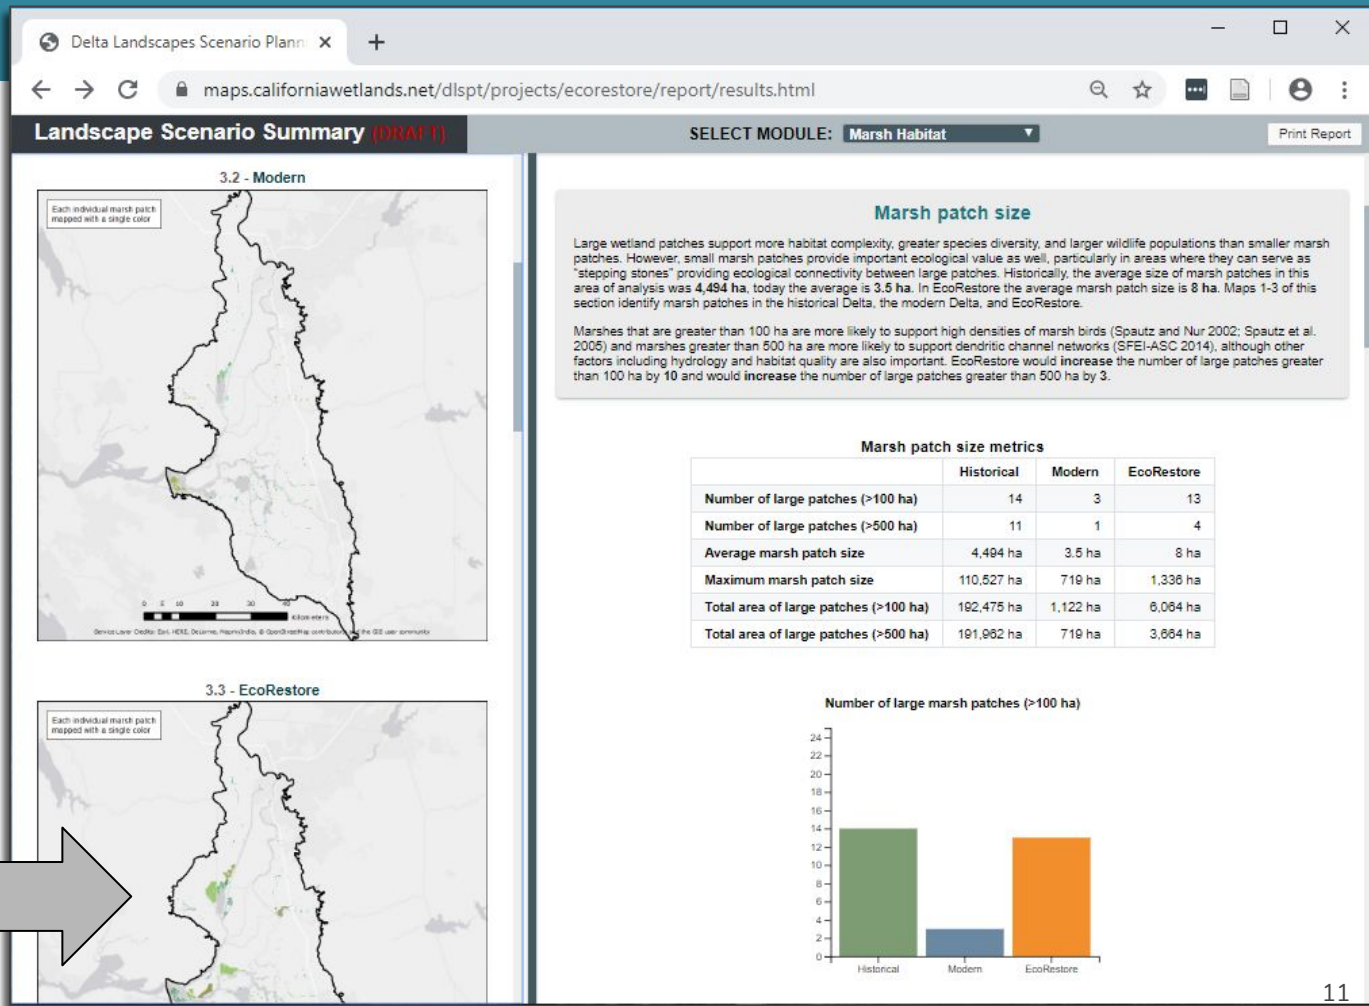 Delta Landscapes Scenario Plann
maps.californiawetlands.net/dlspt/projects/ecorestore/report/results.html
Landscape Scenario Summary (DRAFT)
SELECT MODULE: Marsh Habitat
Print Report
3.2 - Modern
Each individual marsh patch
mapped with a single color
0 5 10 20 30 40
Kilometers
3.3 - EcoRestore
Each individual marsh patch
mapped with a single color
Marsh patch size
Large wetland patches support more habitat complexity, greater species diversity, and larger wildlife populations than smaller marsh
patches. However, small marsh patches provide important ecological value as well, particularly in areas where they can serve as
"stepping stones" providing ecological connectivity between large patches. Historically, the average size of marsh patches in this
area of analysis was 4,494 ha, today the average is 3.5 ha. In EcoRestore the average marsh patch size is 8 ha. Maps 1-3 of this
section identify marsh patches in the historical Delta, the modern Delta, and EcoRestore.
Marshes that are greater than 100 ha are more likely to support high densities of marsh birds (Spautz and Nur 2002; Spautz et al.
2005) and marshes greater than 500 ha are more likely to support dendritic channel networks (SFEI-ASC 2014), although other
factors including hydrology and habitat quality are also important. EcoRestore would increase the number of large patches greater
than 100 ha by 10 and would increase the number of large patches greater than 500 ha by 3.
Marsh patch size metrics
Historical Modern EcoRestore
Number of large patches (>100 ha) 14 3 13
Number of large patches (>500 ha) 11 1 4
Average marsh patch size 4,494 ha 3.5 ha 8 ha
Maximum marsh patch size 110,527 ha 719 ha 1,336 ha
Total area of large patches (>100 ha) 192,475 ha 1,122 ha 6,064 ha
Total area of large patches (>500 ha) 191,962 ha 719 ha 3,664 ha
Number of large marsh patches (>100 ha)
24
22
20
18
16
14
12
10
8
6
4
2
0
Historical Modern EcoRestore
11